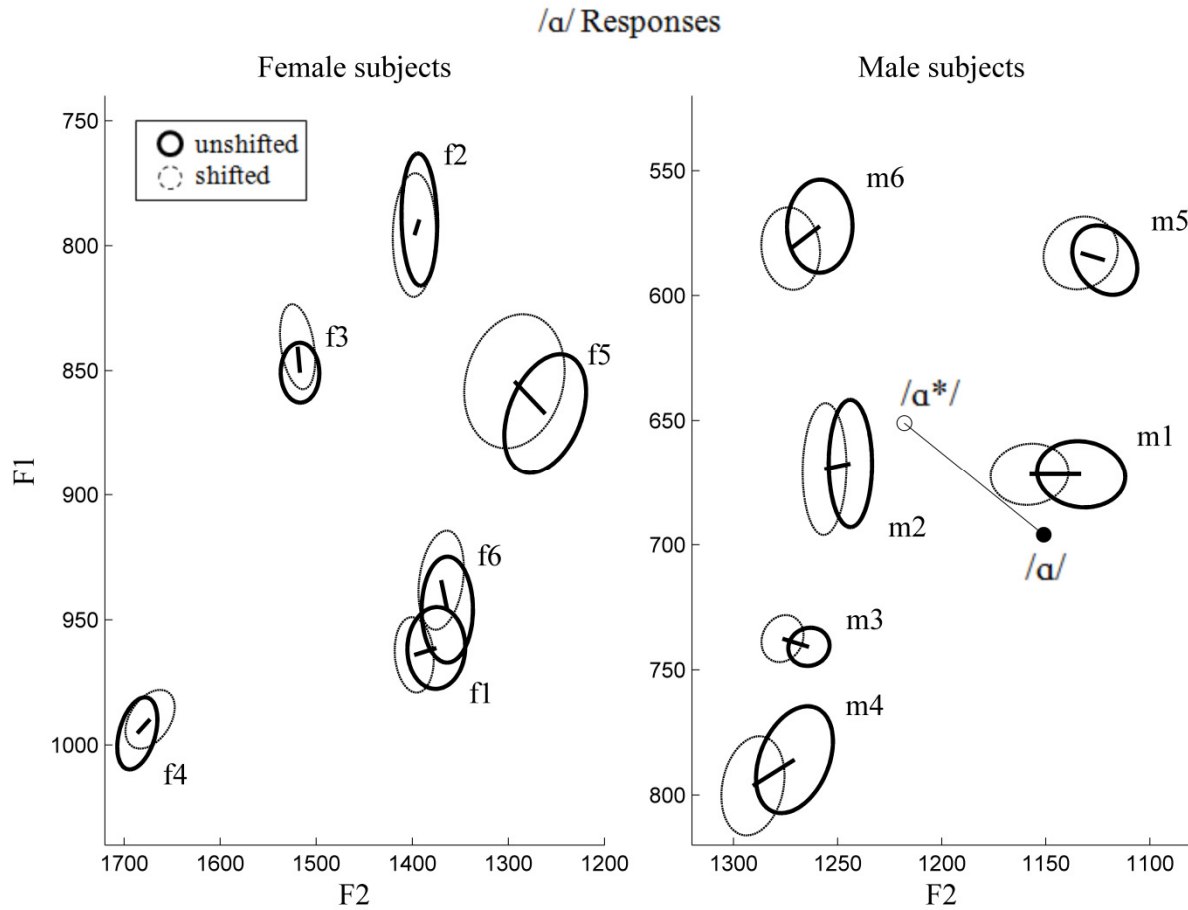 /ɑ/ Responses
Female subjects
Male subjects
unshifted
shifted
F1
750
800
850
900
950
1000
f2
f3
f5
f6
f1
f4
1700
1600
1500
1400
1300
1200
F2
550
600
650
700
750
800
m6
m5
/ɑ*/
m1
m2
/ɑ/
m3
m4
1300
1250
1200
1150
1100
F2